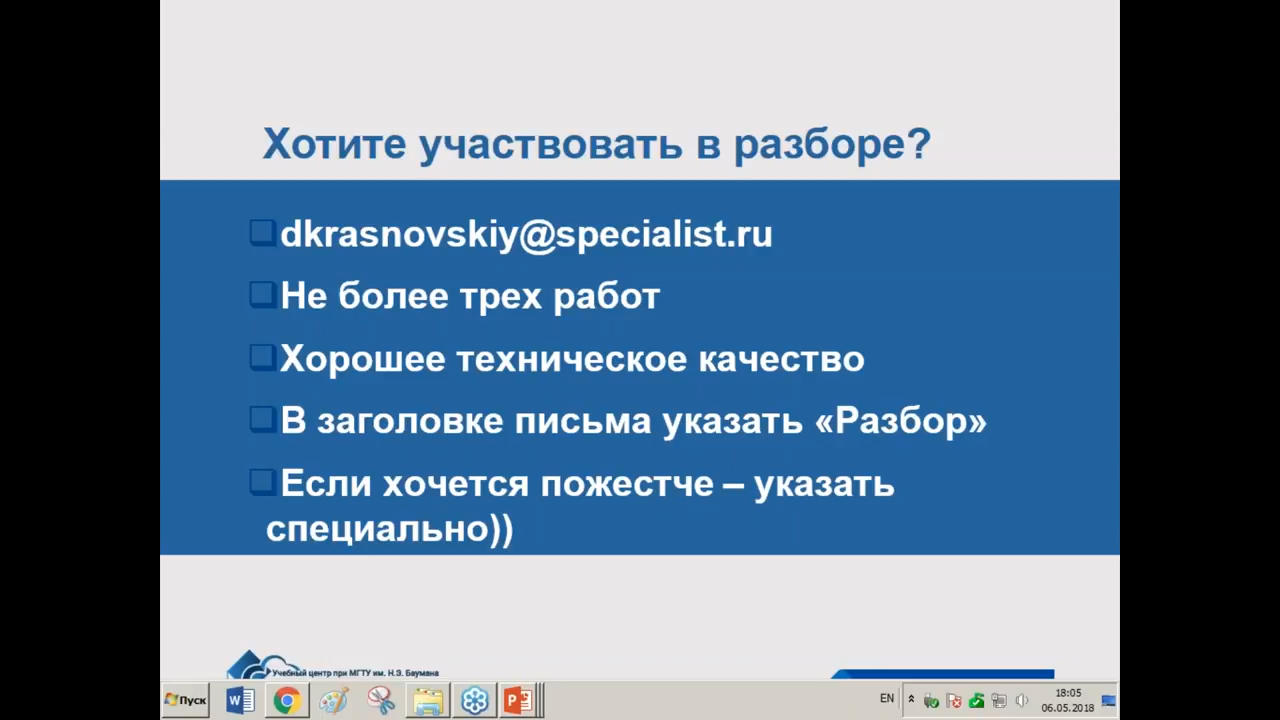 Хотите участвовать в разборе?
dkrasnovskiy@specialist.ru
Не более трех работ
Хорошее техническое качество
В заголовке письма указать «Разбор»
Если хочется пожестче – указать
специально))
Учебный центр при МГТУ им. Н.Э. Баумана
Пуск
EN
18:05
06.05.2018